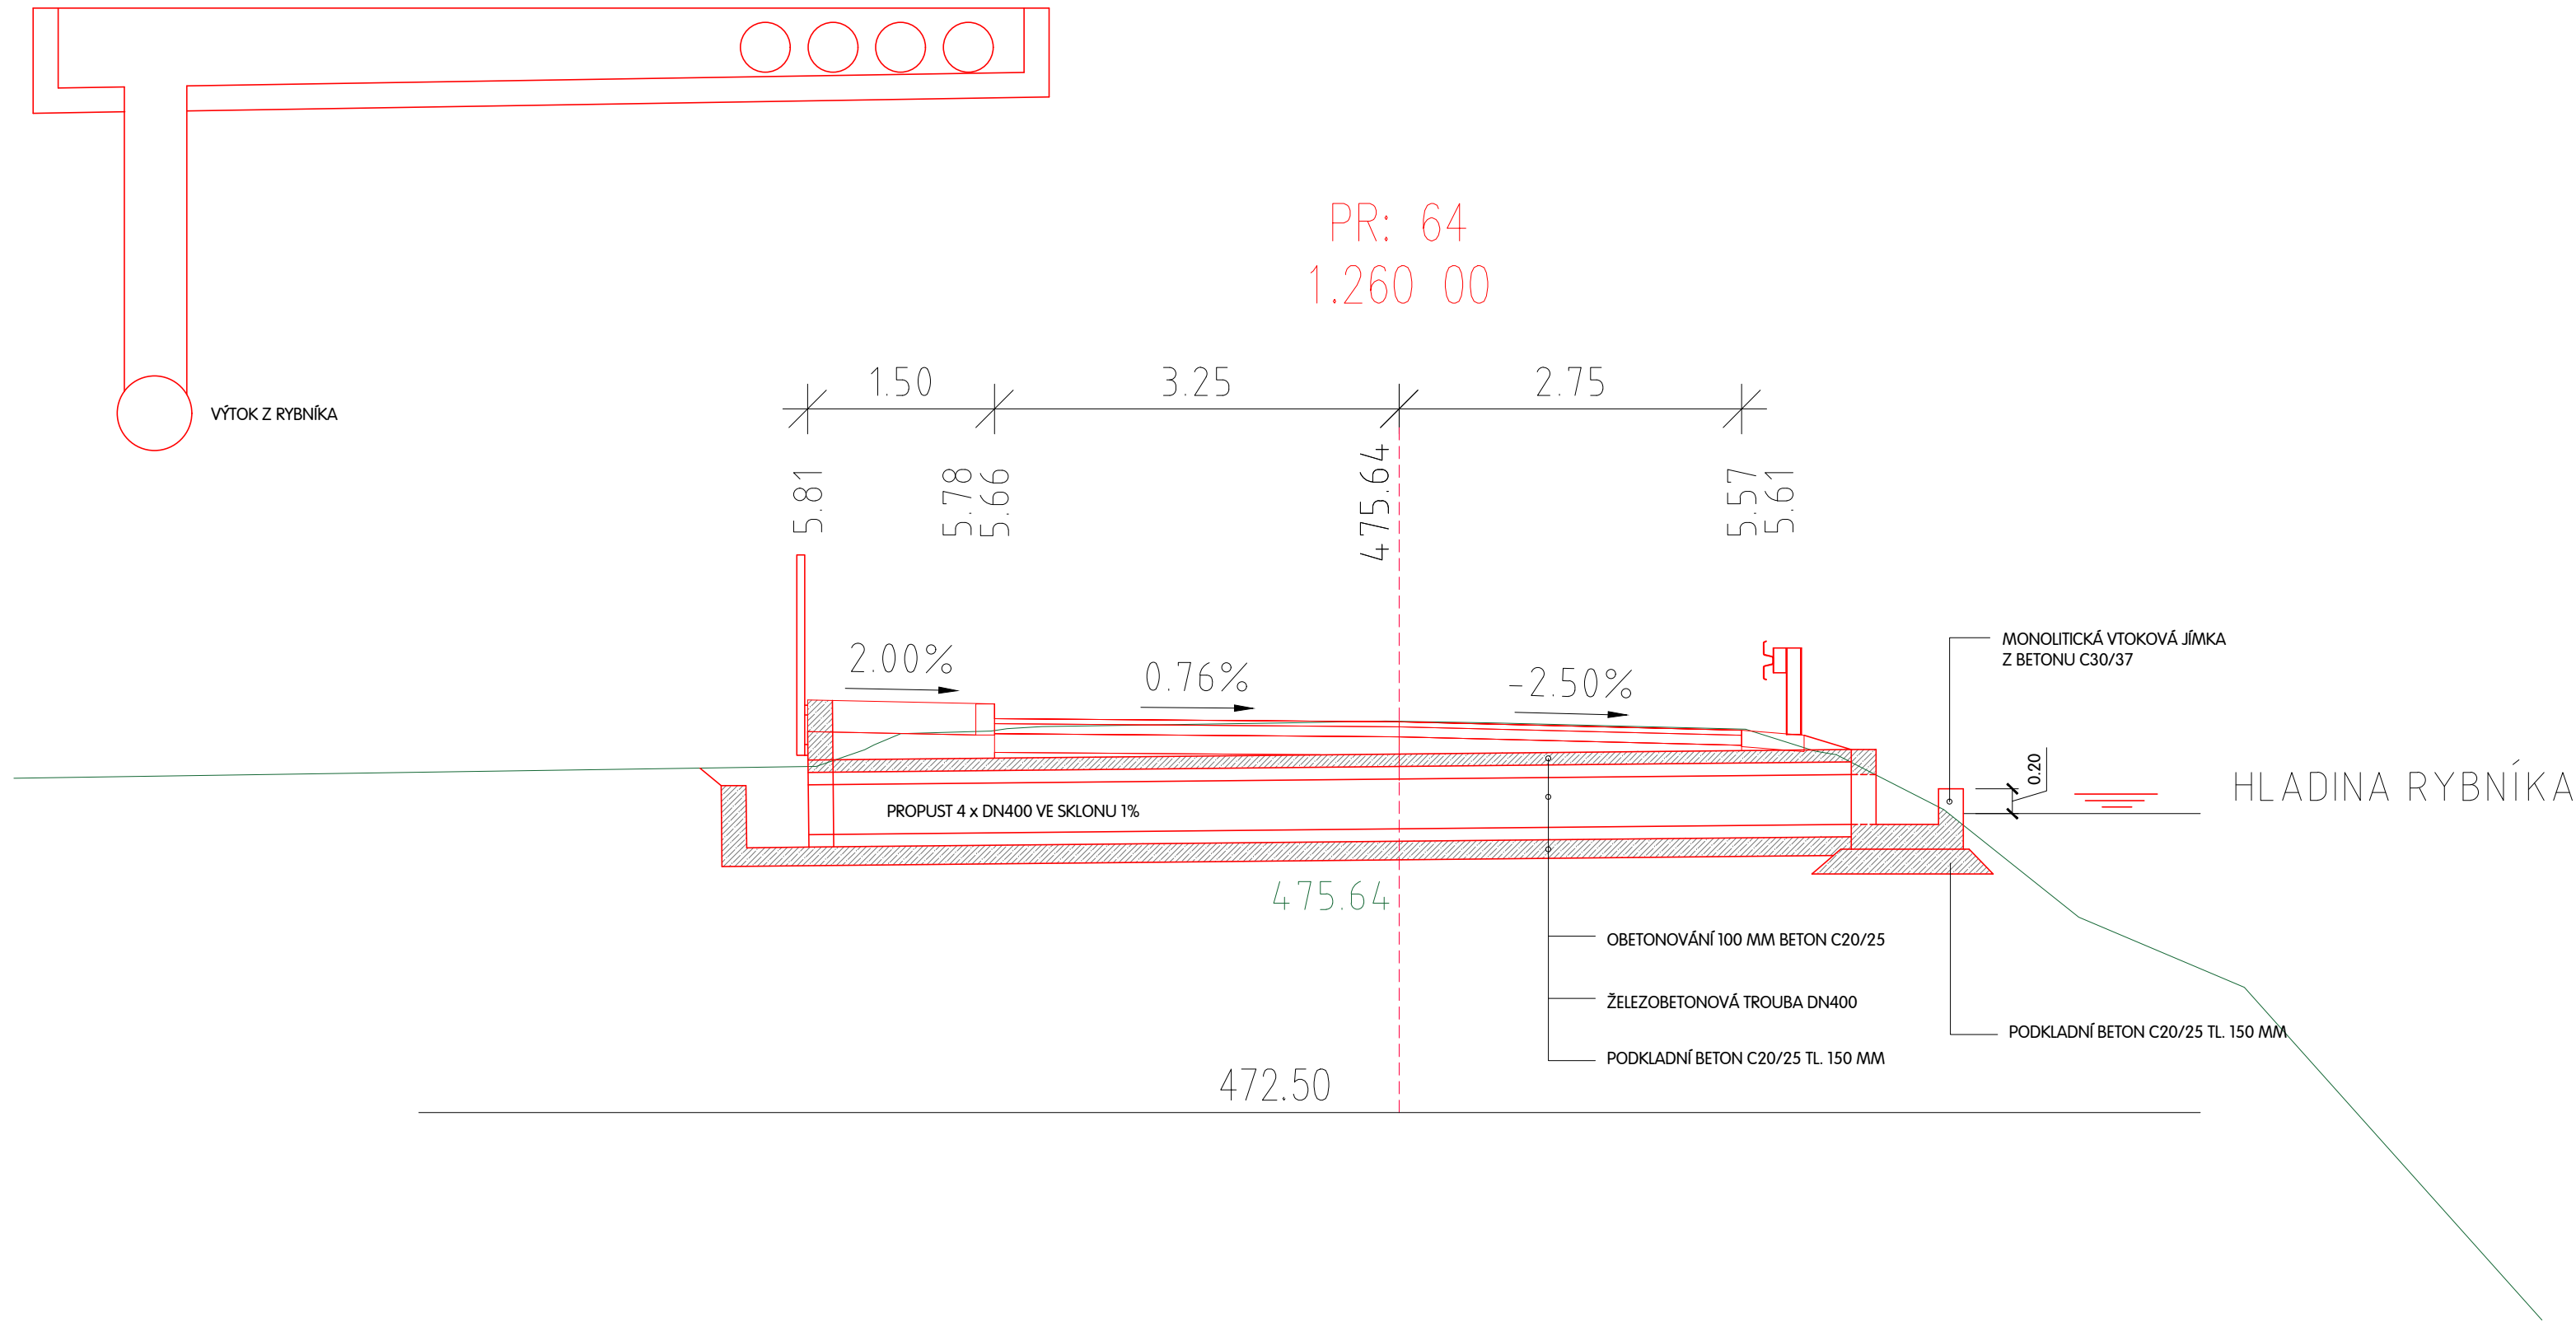 PR: 64
1.260 00
1.50
3.25
2.75
VÝTOK Z RYBNÍKA
5.81
5.78
5.66
475.64
5.57
5.61
MONOLITICKÁ VTOKOVÁ JÍMKA
Z BETONU C30/37
2.00%
0.76%
-2.50%
0.20
HLADINA RYBNÍKA
PROPUST 4 x DN400 VE SKLONU 1%
475.64
OBETONOVÁNÍ 100 MM BETON C20/25
ŽELEZOBETONOVÁ TROUBA DN400
PODKLADNÍ BETON C20/25 TL. 150 MM
PODKLADNÍ BETON C20/25 TL. 150 MM
472.50